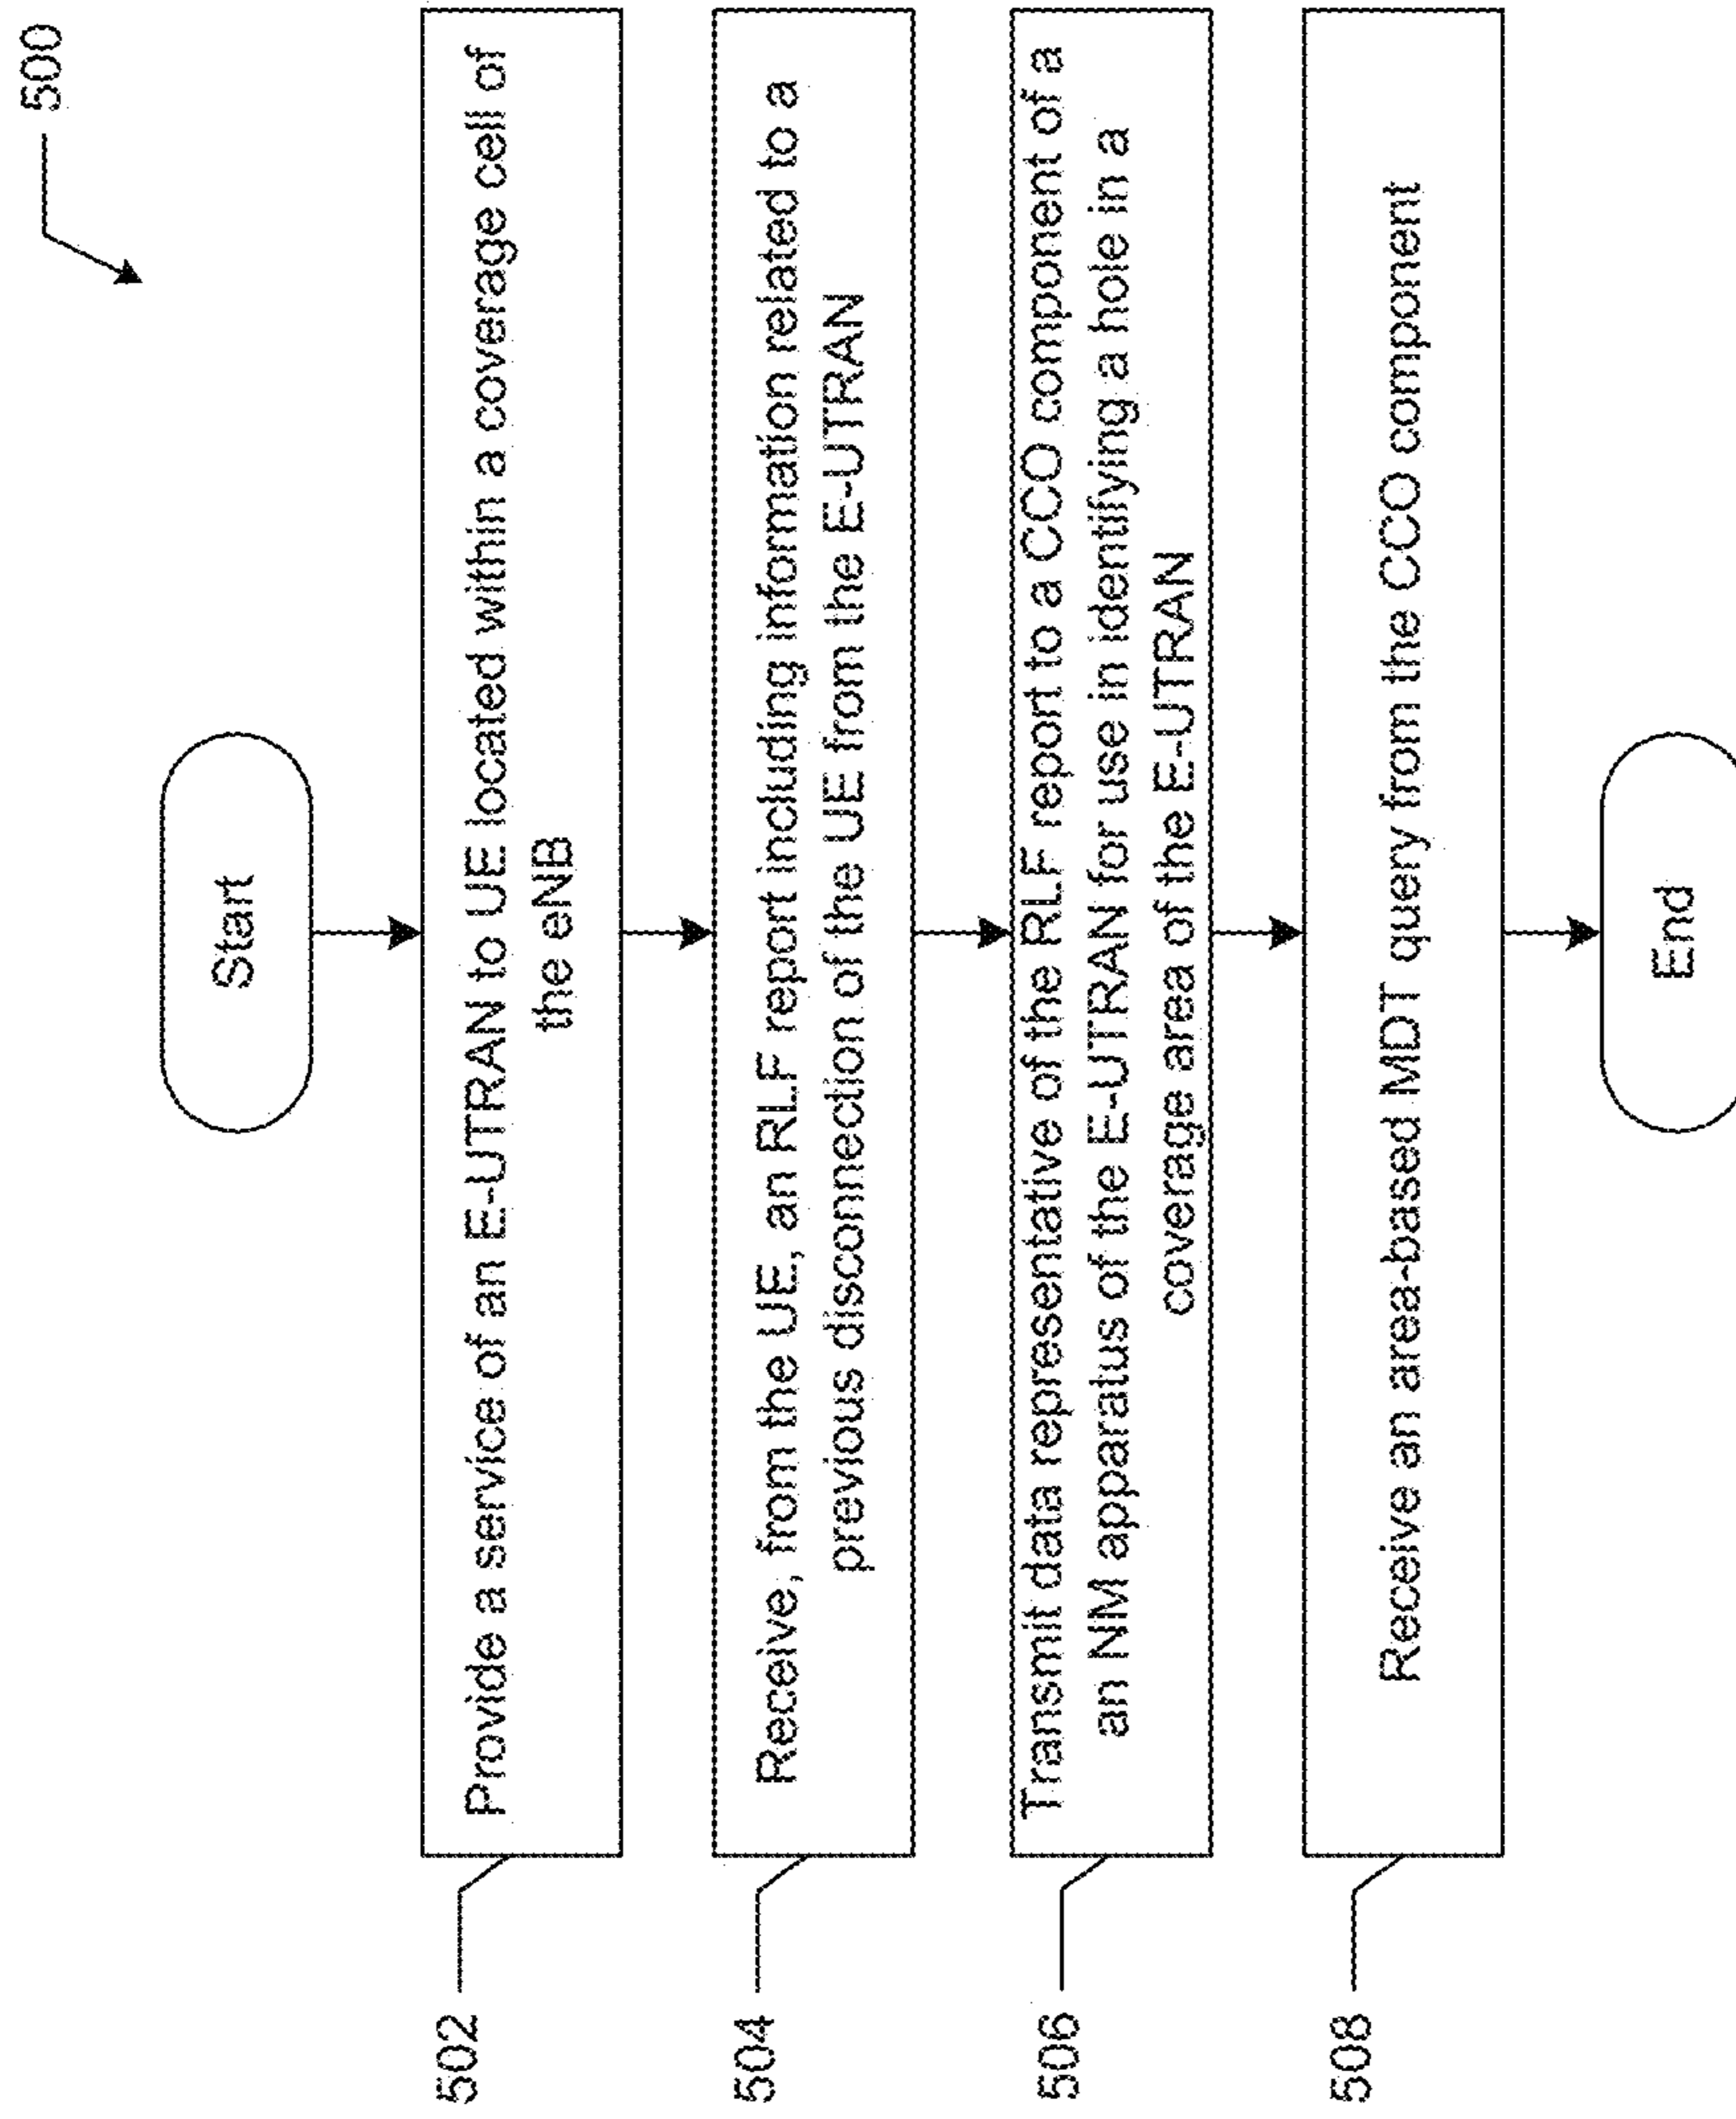 500
Start
502
Provide a service of an E-UTRAN to UE located within a coverage cell of
the eNB
504
Receive, from the UE, an RLF report including information related to a
previous disconnection of the UE from the E-UTRAN
506
Transmit data representative of the RLF report to a CCO component of a
an NM apparatus of the E-UTRAN for use in identifying a hole in a
coverage area of the E-UTRAN
508
Receive an area-based MDT query from the CCO component
End